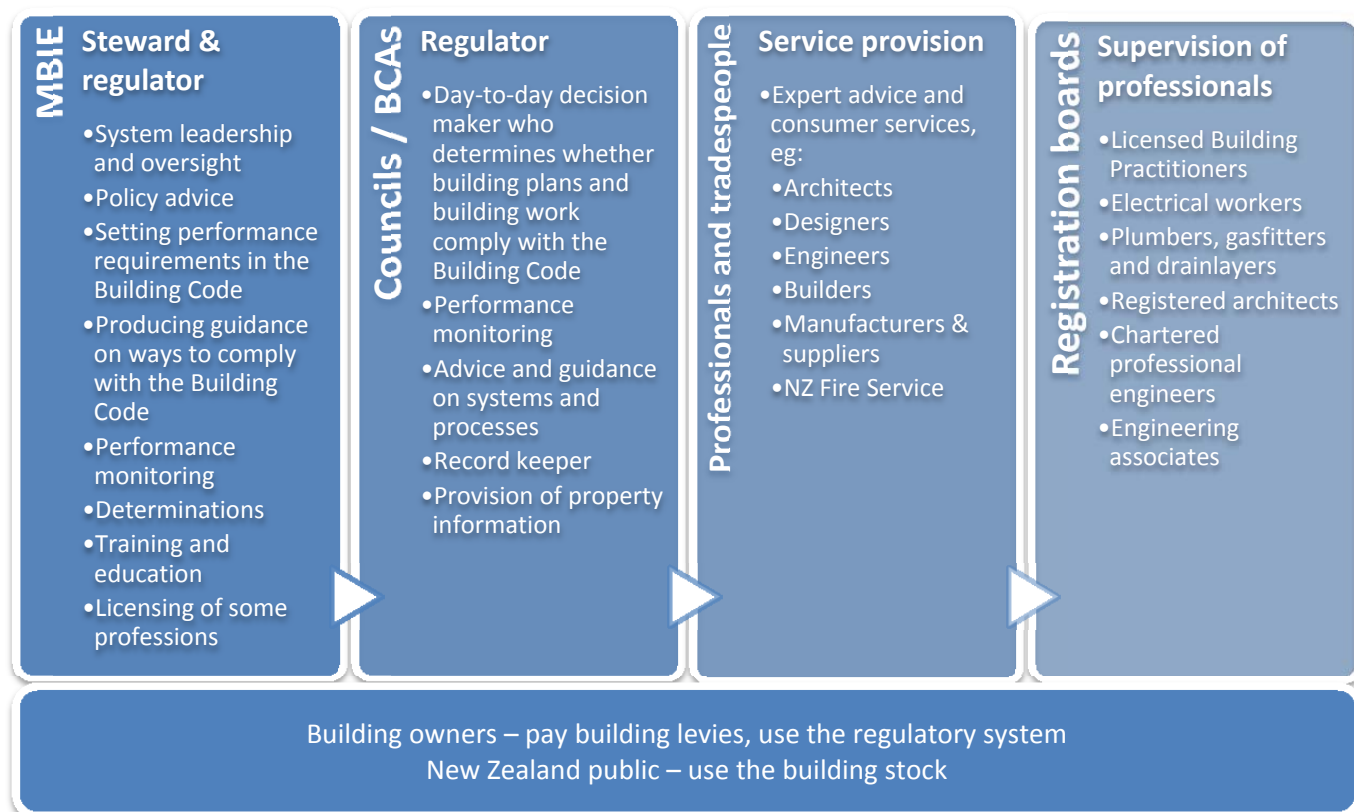 MBIE
Steward &
regulator
•System leadership
and oversight
•Policy advice
•Setting performance
requirements in the
Building Code
•Producing guidance
on ways to comply
with the Building
Code
•Performance
monitoring
•Determinations
•Training and
education
•Licensing of some
professions
Councils / BCAs
Regulator
•Day-to-day decision
maker who
determines whether
building plans and
building work
comply with the
Building Code
•Performance
monitoring
•Advice and guidance
on systems and
processes
•Record keeper
•Provision of property
information
Professionals and tradespeople
Service provision
•Expert advice and
consumer services,
eg:
•Architects
•Designers
•Engineers
•Builders
•Manufacturers &
suppliers
•NZ Fire Service
Registration boards
Supervision of
professionals
•Licensed Building
Practitioners
•Electrical workers
•Plumbers, gasfitters
and drainlayers
•Registered architects
•Chartered
professional
engineers
•Engineering
associates
Building owners – pay building levies, use the regulatory system
New Zealand public – use the building stock